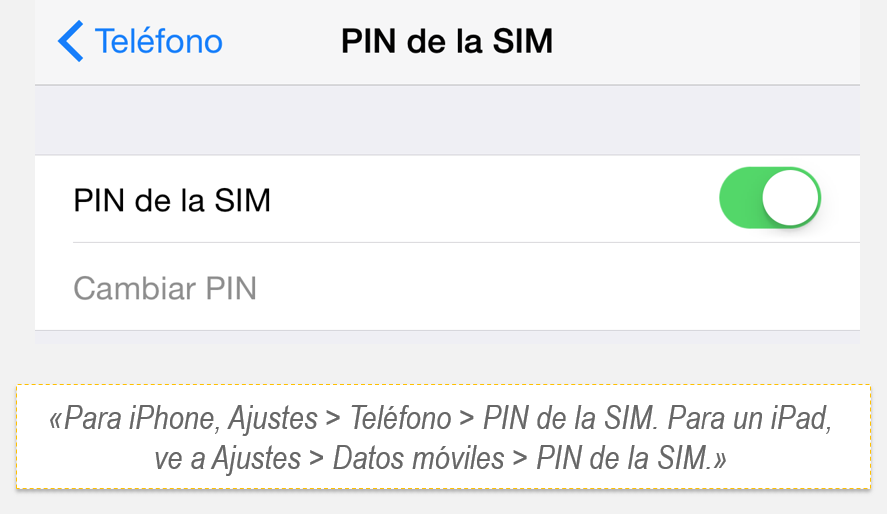 Teléfono
PIN de la SIM
PIN de la SIM
Cambiar PIN
«Para iPhone, Ajustes > Teléfono > PIN de la SIM. Para un iPad,
ve a Ajustes > Datos móviles > PIN de la SIM.»